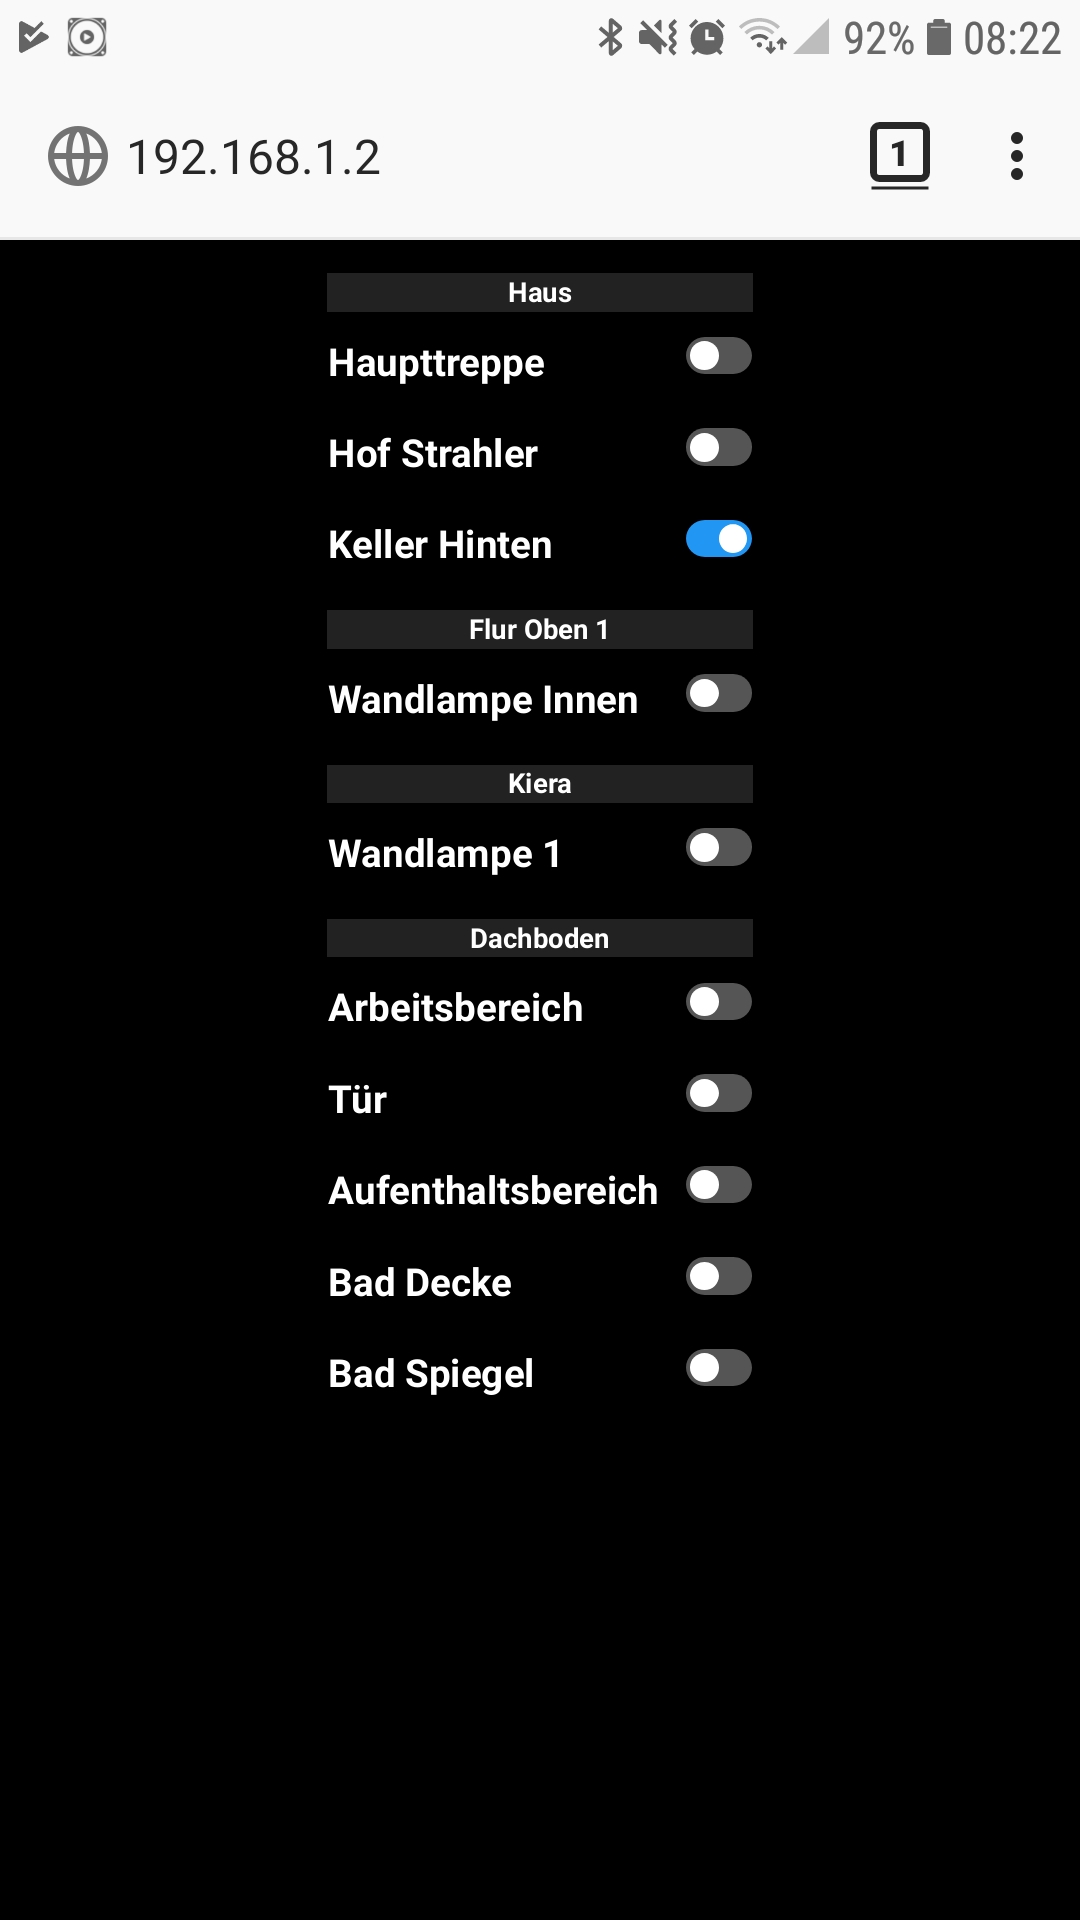 92% 08:22
192.168.1.2 1
Haus
Haupttreppe
Hof Strahler
Keller Hinten
Flur Oben 1
Wandlampe Innen
Kiera
Wandlampe 1
Dachboden
Arbeitsbereich
Tür
Aufenthaltsbereich
Bad Decke
Bad Spiegel